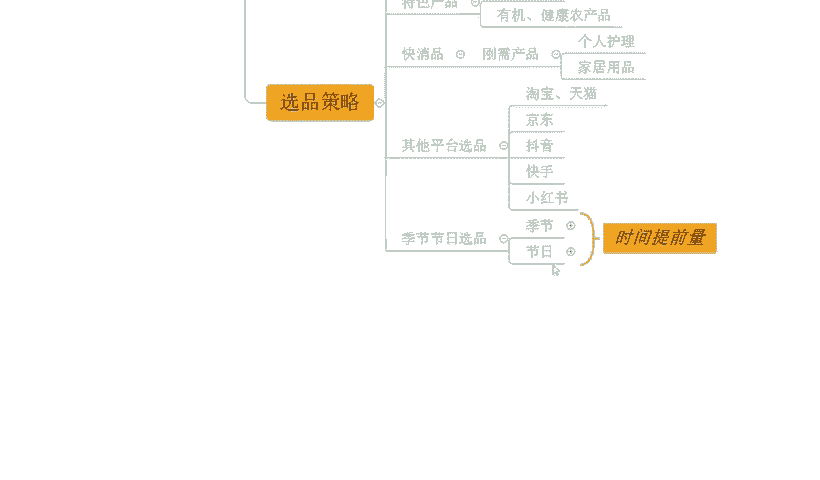 特色产品
有机、健康农产品
快消品
刚需产品
个人护理
家居用品
选品策略
其他平台选品
淘宝、天猫
京东
抖音
快手
小红书
季节节日选品
季节
节日
时间提前量